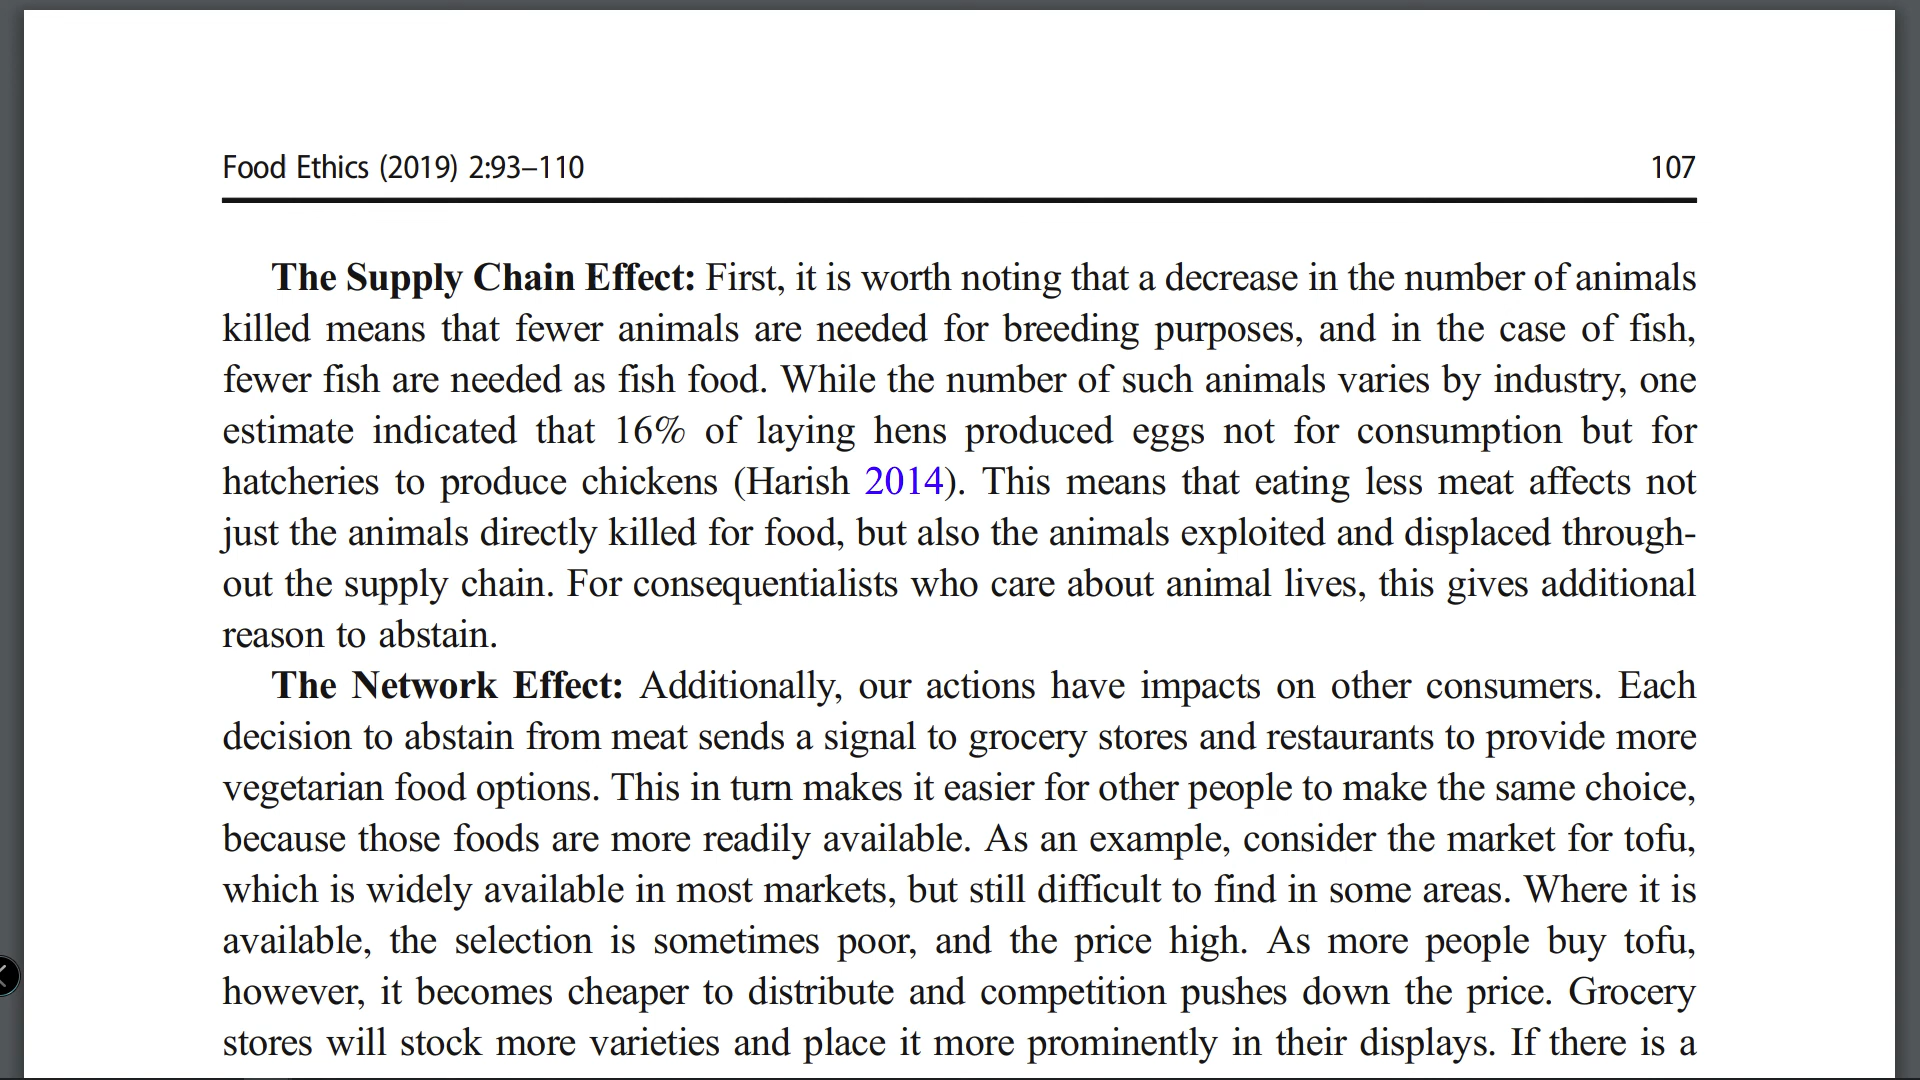 Food Ethics (2019) 2:93–110 107
The Supply Chain Effect: First, it is worth noting that a decrease in the number of animals
killed means that fewer animals are needed for breeding purposes, and in the case of fish,
fewer fish are needed as fish food. While the number of such animals varies by industry, one
estimate indicated that 16% of laying hens produced eggs not for consumption but for
hatcheries to produce chickens (Harish 2014). This means that eating less meat affects not
just the animals directly killed for food, but also the animals exploited and displaced through-
out the supply chain. For consequentialists who care about animal lives, this gives additional
reason to abstain.
The Network Effect: Additionally, our actions have impacts on other consumers. Each
decision to abstain from meat sends a signal to grocery stores and restaurants to provide more
vegetarian food options. This in turn makes it easier for other people to make the same choice,
because those foods are more readily available. As an example, consider the market for tofu,
which is widely available in most markets, but still difficult to find in some areas. Where it is
available, the selection is sometimes poor, and the price high. As more people buy tofu,
however, it becomes cheaper to distribute and competition pushes down the price. Grocery
stores will stock more varieties and place it more prominently in their displays. If there is a